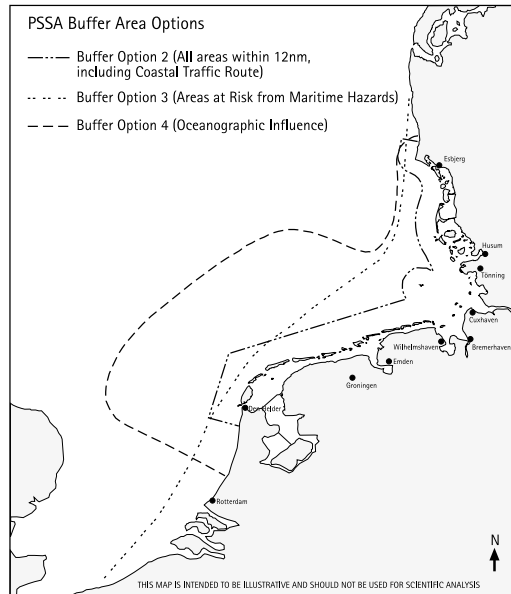 PSSA Buffer Area Options
Buffer Option 2 (All areas within 12nm,
including Coastal Traffic Route)
Buffer Option 3 (Areas at Risk from Maritime Hazards)
Buffer Option 4 (Oceanographic Influence)
Esbjerg
Husum
Tönning
Cuxhaven
Wilhelmshaven
Bremerhaven
Emden
Groningen
Den Helder
Rotterdam
N
THIS MAP IS INTENDED TO BE ILLUSTRATIVE AND SHOULD NOT BE USED FOR SCIENTIFIC ANALYSIS